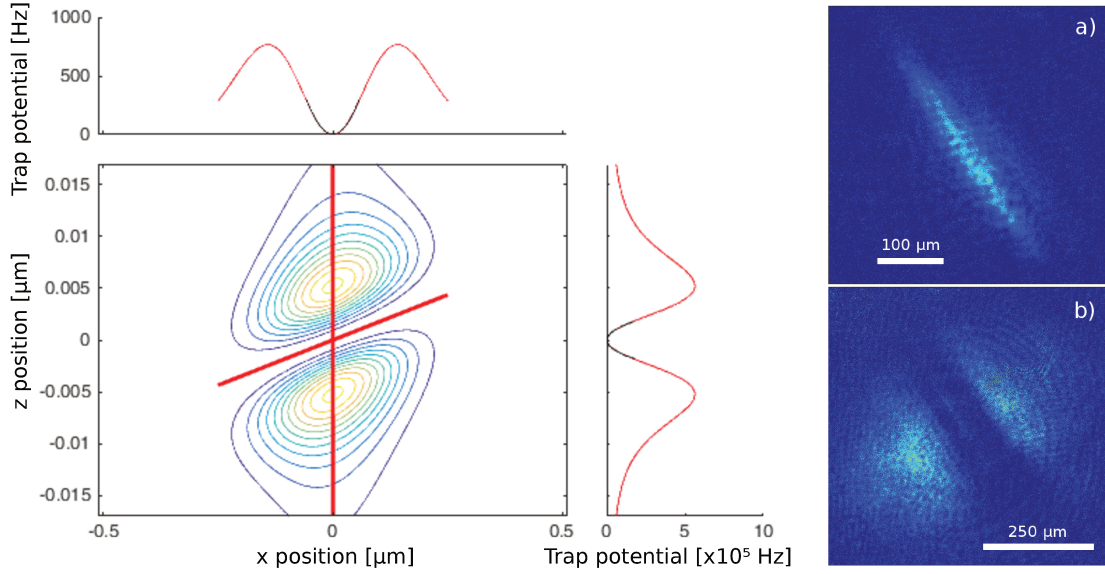 Trap potential [Hz]
1000
500
0
z position [µm]
0.015
0.01
0.005
0
-0.005
-0.01
-0.015
-0.5
0
0.5
x position [µm]
0
5
10
Trap potential [x10⁵ Hz]
a)
100 µm
b)
250 µm